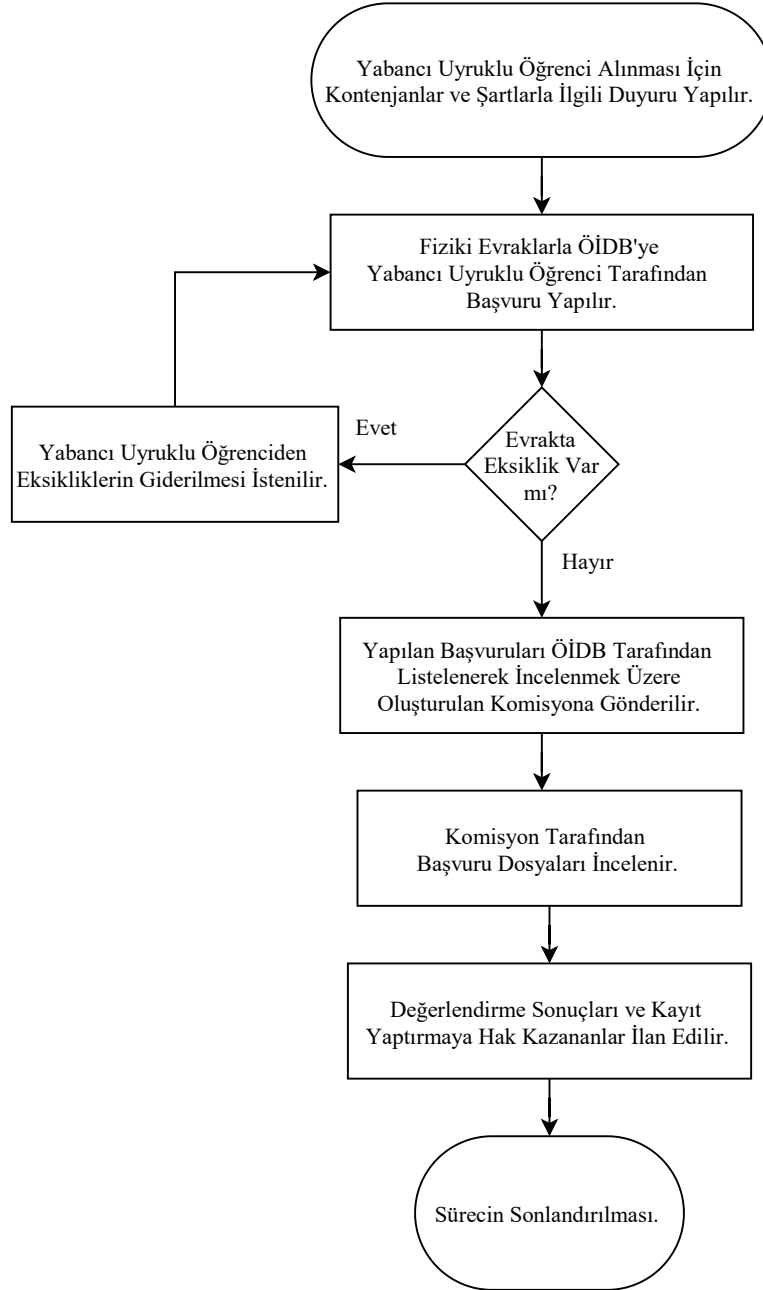 Yabancı Uyruklu Öğrenci Alınması İçin
Kontenjanlar ve Şartlarla İlgili Duyuru Yapılır.
Fiziki Evraklarla ÖİDB'ye
Yabancı Uyruklu Öğrenci Tarafından
Başvuru Yapılır.
Evrakta
Eksiklik Var
mı?
Evet
Yabancı Uyruklu Öğrenciden
Eksikliklerin Giderilmesi İstenilir.
Hayır
Yapılan Başvuruları ÖİDB Tarafından
Listelenerek İncelenmek Üzere
Oluşturulan Komisyona Gönderilir.
Komisyon Tarafından
Başvuru Dosyaları İncelenir.
Değerlendirme Sonuçları ve Kayıt
Yaptırmaya Hak Kazananlar İlan Edilir.
Sürecin Sonlandırılması.